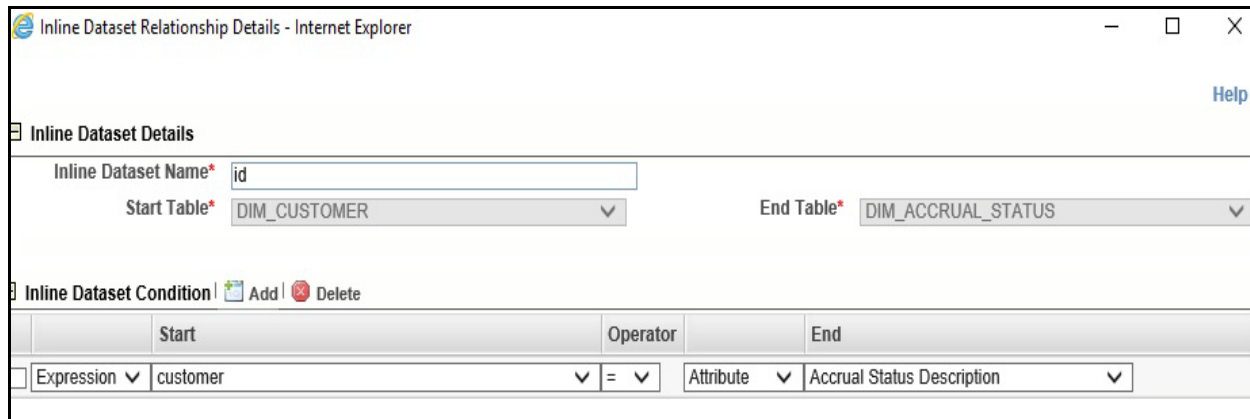 Inline Dataset Relationship Details - Internet Explorer
Help
Inline Dataset Details
Inline Dataset Name* id
Start Table* DIM_CUSTOMER End Table* DIM_ACCRUAL_STATUS
Inline Dataset Condition Add Delete
Start Operator End
Expression customer = Attribute Accrual Status Description